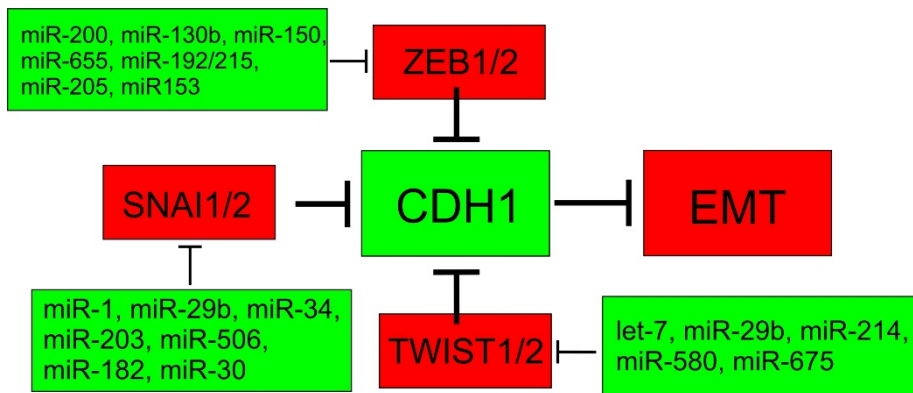 miR-200, miR-130b, miR-150,
miR-655, miR-192/215,
miR-205, miR153
ZEB1/2
SNAI1/2
CDH1
EMT
miR-1, miR-29b, miR-34,
miR-203, miR-506,
miR-182, miR-30
TWIST1/2
let-7, miR-29b, miR-214,
miR-580, miR-675